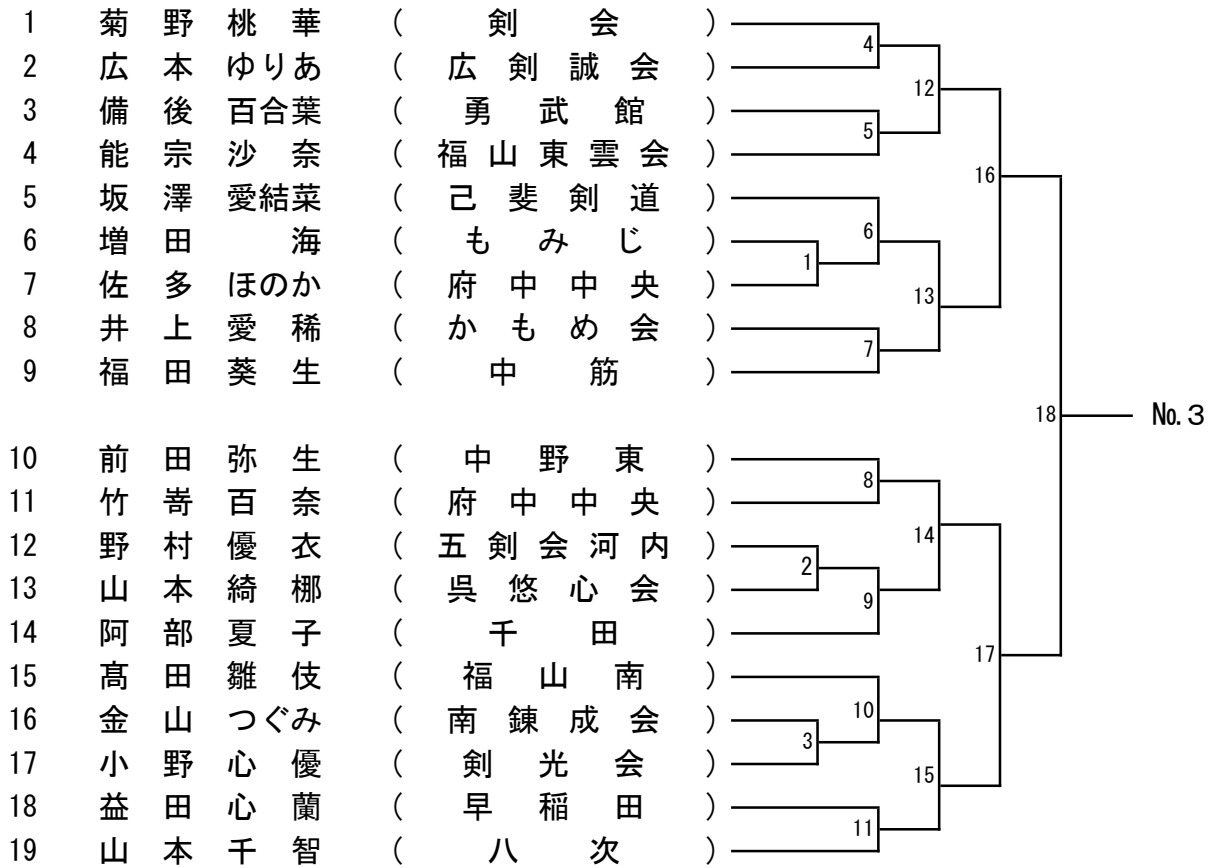 1 菊野桃華 (剣会)
2 広本ゆりあ (広剣誠会)
3 備後百合葉 (勇武館)
4 能宗沙奈 (福山東雲会)
5 坂澤愛結菜 (己斐剣道)
6 増田海 (もみじ)
7 佐多ほのか (府中中央)
8 井上愛稀 (かもめ会)
9 福田葵生 (中筋)
10 前田弥生 (中野東)
11 竹嵜百奈 (府中中央)
12 野村優衣 (五剣会河内)
13 山本綺梛 (呉悠心会)
14 阿部夏子 (千田)
15 髙田雛伎 (福山南)
16 金山つぐみ (南錬成会)
17 小野心優 (剣光会)
18 益田心蘭 (早稲田)
19 山本千智 (八次)
1
2
3
4
5
6
7
8
9
10
11
12
13
14
15
16
17
18
№3